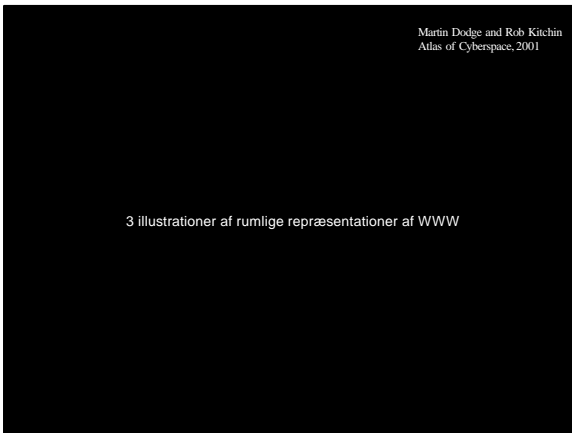 Martin Dodge and Rob Kitchin
Atlas of Cyberspace, 2001
3 illustrationer af rumlige repræsentationer af WWW